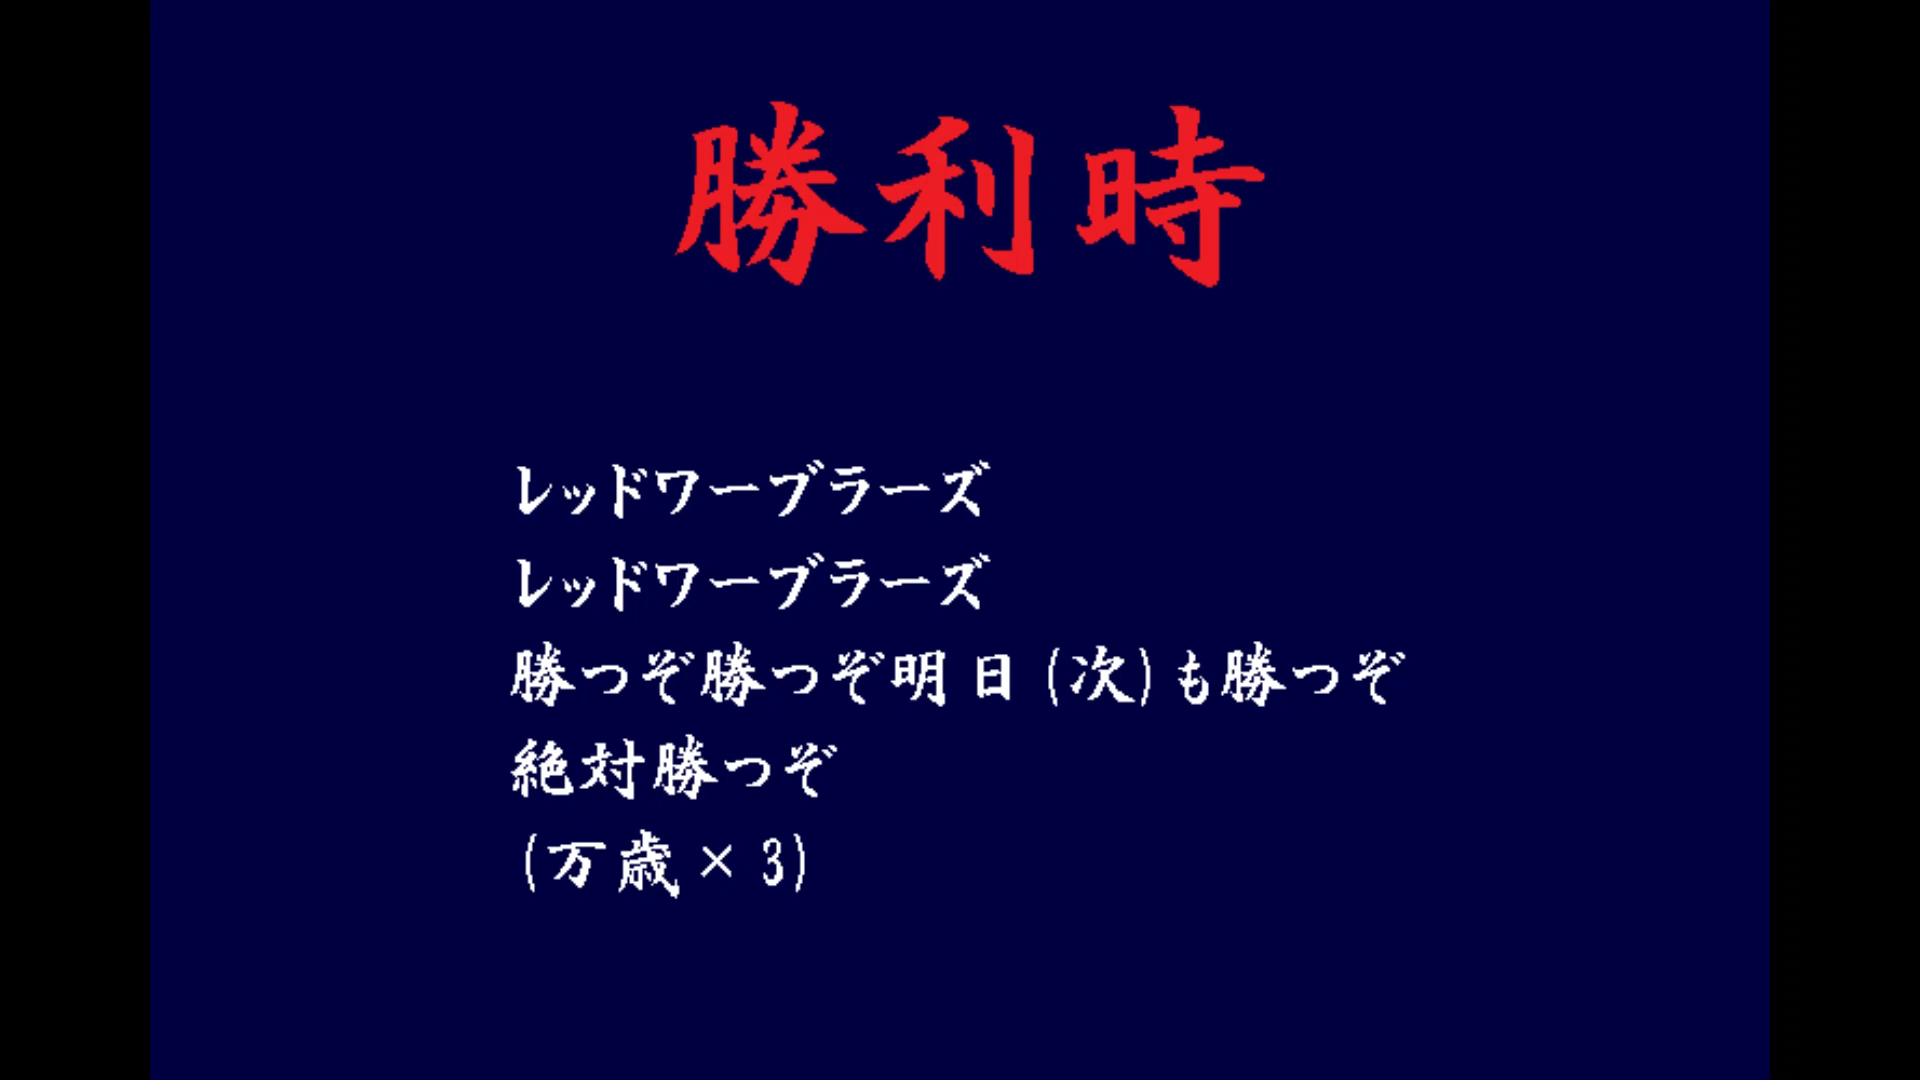 勝利時
レッドワーブラーズ
レッドワーブラーズ
勝つぞ勝つぞ明日(次)も勝つぞ
絶対勝つぞ
(万歳×3)